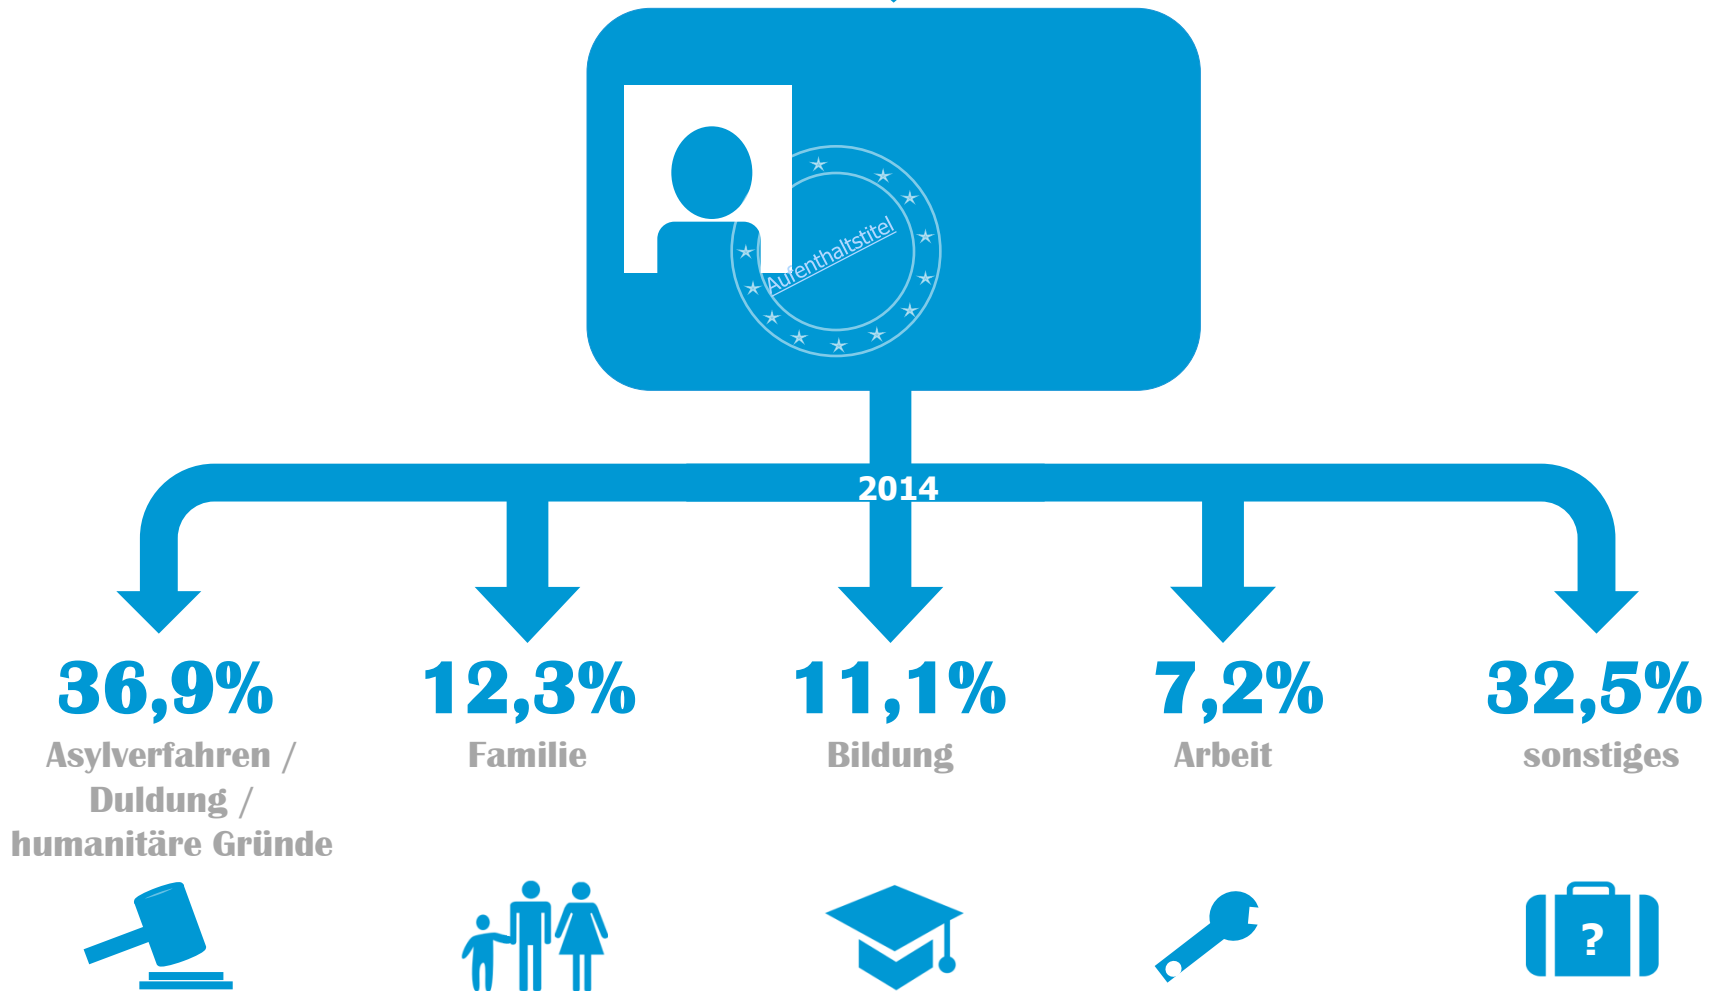 Aufenthaltstitel
2014
36,9%
12,3%
11,1%
7,2%
32,5%
Asylverfahren /
Duldung /
humanitäre Gründe
Familie
Bildung
Arbeit
sonstiges
?